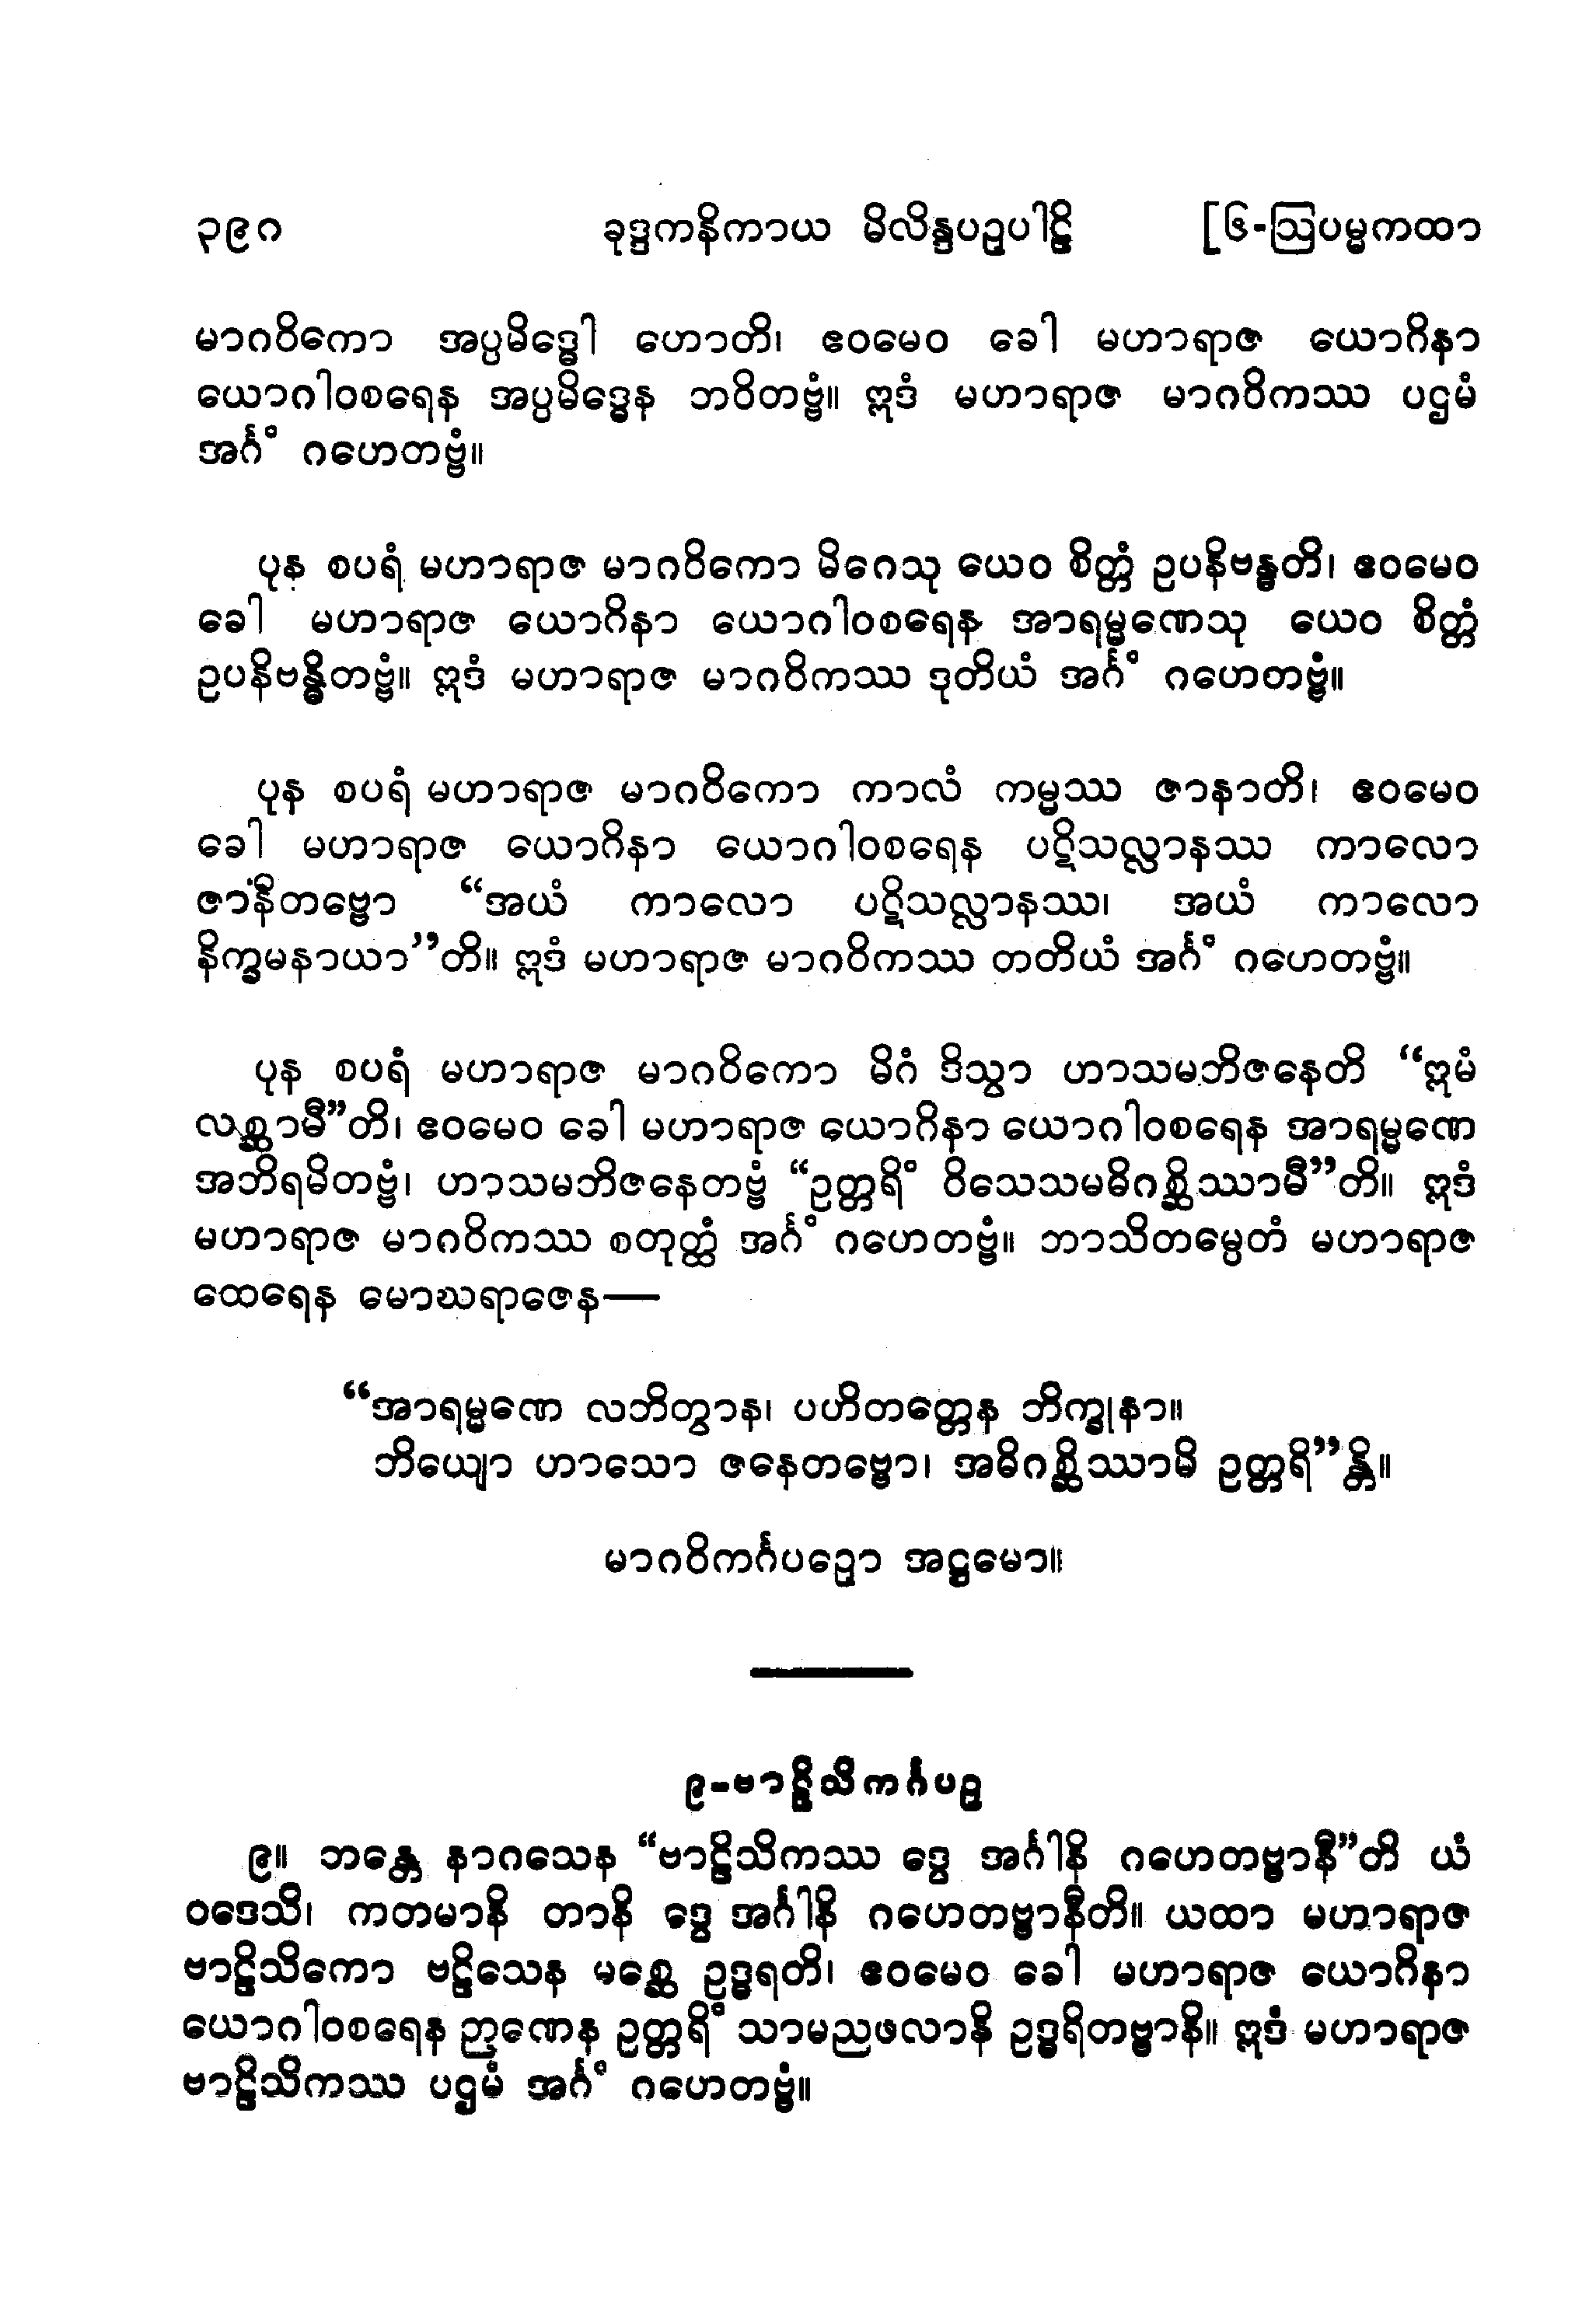 ၃၉ဂ ခုဒ္ဒကနိကာယ မိလိန္ဒပဉှပါဠိ [၆-ဩပမ္မကထာ
မာဂဝိကော အပ္ပမိဒ္ဓေါ ဟောတိ၊ ဧဝမေဝ ခေါ မဟာရာဇ ယောဂိနာ
ယောဂါဝစရေန အပ္ပမိဒ္ဓေန ဘဝိတဗ္ဗံ။ ဣဒံ မဟာရာဇ မာဂဝိကဿ ပဌမံ
အင်္ဂံ ဂဟေတဗ္ဗံ။
ပုန စပရံ မဟာရာဇ မာဂဝိကော မိဂေသု ယေဝ စိတ္တံ ဥပနိဗန္ဓတိ၊ ဧဝမေဝ
ခေါ မဟာရာဇ ယောဂိနာ ယောဂါဝစရေန အာရမ္မဏေသု ယေဝ စိတ္တံ
ဥပနိဗန္ဓိတဗ္ဗံ။ ဣဒံ မဟာရာဇ မာဂဝိကဿ ဒုတိယံ အင်္ဂံ ဂဟေတဗ္ဗံ။
ပုန စပရံ မဟာရာဇ မာဂဝိကော ကာလံ ကမ္မဿ ဇာနာတိ၊ ဧဝမေဝ
ခေါ မဟာရာဇ ယောဂိနာ ယောဂါဝစရေန ပဋိသလ္လာနဿ ကာလော
ဇာနိတဗ္ဗော “အယံ ကာလော ပဋိသလ္လာနဿ၊ အယံ ကာလော
နိက္ခမနာယာ”တိ။ ဣဒံ မဟာရာဇ မာဂဝိကဿ တတိယံ အင်္ဂံ ဂဟေတဗ္ဗံ။
ပုန စပရံ မဟာရာဇ မာဂဝိကော မိဂံ ဒိသွာ ဟာသမဘိဇနေတိ “ဣမံ
လစ္ဆာမီ”တိ၊ ဧဝမေဝ ခေါ မဟာရာဇ ယောဂိနာ ယောဂါဝစရေန အာရမ္မဏေ
အဘိရမိတဗ္ဗံ၊ ဟာသမဘိဇနေတဗ္ဗံ “ဥတ္တရိံ ဝိသေသမဓိဂစ္ဆိဿာမီ”တိ။ ဣဒံ
မဟာရာဇ မာဂဝိကဿ စတုတ္ထံ အင်္ဂံ ဂဟေတဗ္ဗံ။ ဘာသိတမ္ပေတံ မဟာရာဇ
ထေရေန မောဃရာဇေန—
“အာရမ္မဏေ လဘိတွာန၊ ပဟိတတ္တေန ဘိက္ခုနာ။
ဘိယျော ဟာသော ဇနေတဗ္ဗော၊ အဓိဂစ္ဆိဿာမိ ဥတ္တရိ”န္တိ။
မာဂဝိကင်္ဂပဉှော အဋ္ဌမော။
၉-ဗာဠိသိကင်္ဂပဉှ
၉။ ဘန္တေ နာဂသေန “ဗာဠိသိကဿ ဒွေ အင်္ဂါနိ ဂဟေတဗ္ဗာနီ”တိ ယံ
ဝဒေသိ၊ ကတမာနိ တာနိ ဒွေ အင်္ဂါနိ ဂဟေတဗ္ဗာနီတိ။ ယထာ မဟာရာဇ
ဗာဠိသိကော ဗဠိသေန မစ္ဆေ ဥဒ္ဓရတိ၊ ဧဝမေဝ ခေါ မဟာရာဇ ယောဂိနာ
ယောဂါဝစရေန ဉာဏေန ဥတ္တရိံ သာမညဖလာနိ ဥဒ္ဓရိတဗ္ဗာနိ။ ဣဒံ မဟာရာဇ
ဗာဠိသိကဿ ပဌမံ အင်္ဂံ ဂဟေတဗ္ဗံ။